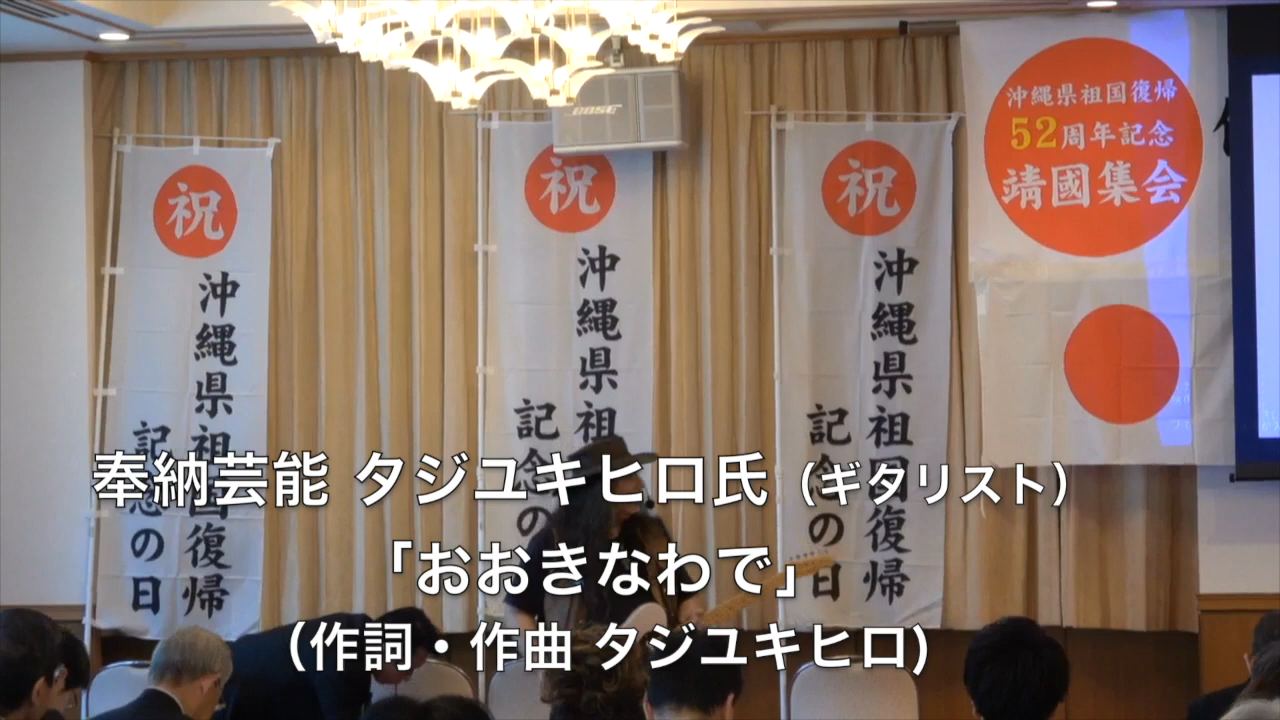 沖縄県祖国復帰
52周年記念
靖國集会
祝
沖縄県祖国復帰
記念の日
祝
沖縄県祖
記念の
祝
沖縄県祖国復帰
記念の日
BOSE
奉納芸能 タジユキヒロ氏（ギタリスト）
「おおきなわで」
（作詞・作曲 タジユキヒロ）